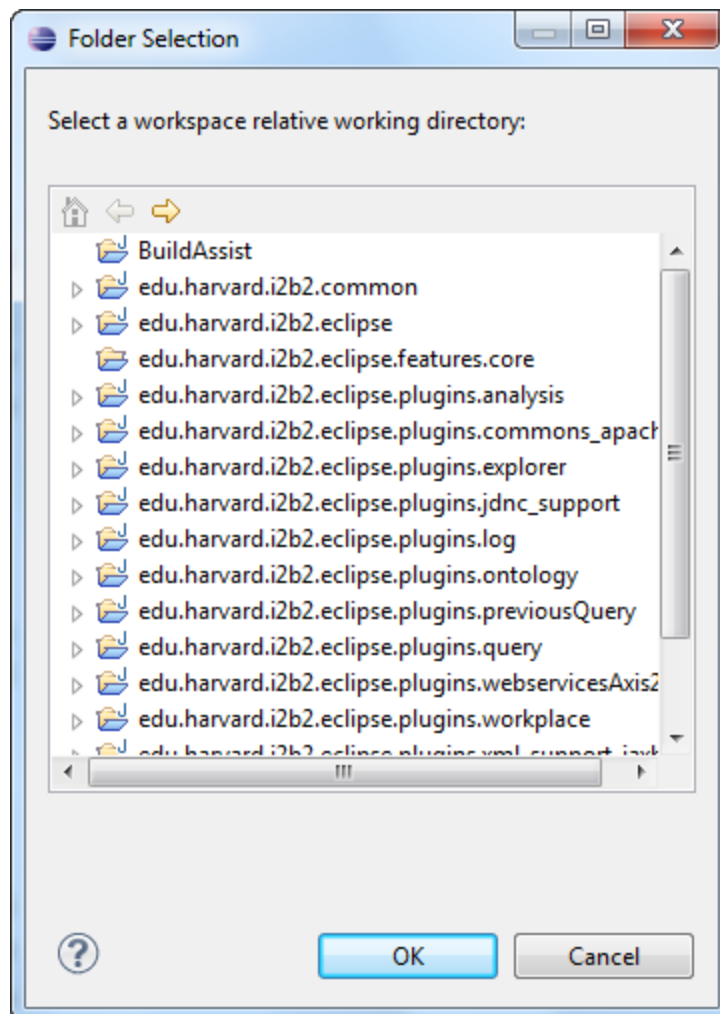 Folder Selection
Select a workspace relative working directory:
BuildAssist
edu.harvard.i2b2.common
edu.harvard.i2b2.eclipse
edu.harvard.i2b2.eclipse.features.core
edu.harvard.i2b2.eclipse.plugins.analysis
edu.harvard.i2b2.eclipse.plugins.commons_apach
edu.harvard.i2b2.eclipse.plugins.explorer
edu.harvard.i2b2.eclipse.plugins.jdnc_support
edu.harvard.i2b2.eclipse.plugins.log
edu.harvard.i2b2.eclipse.plugins.ontology
edu.harvard.i2b2.eclipse.plugins.previousQuery
edu.harvard.i2b2.eclipse.plugins.query
edu.harvard.i2b2.eclipse.plugins.webservicesAxis2
edu.harvard.i2b2.eclipse.plugins.workplace
OK Cancel